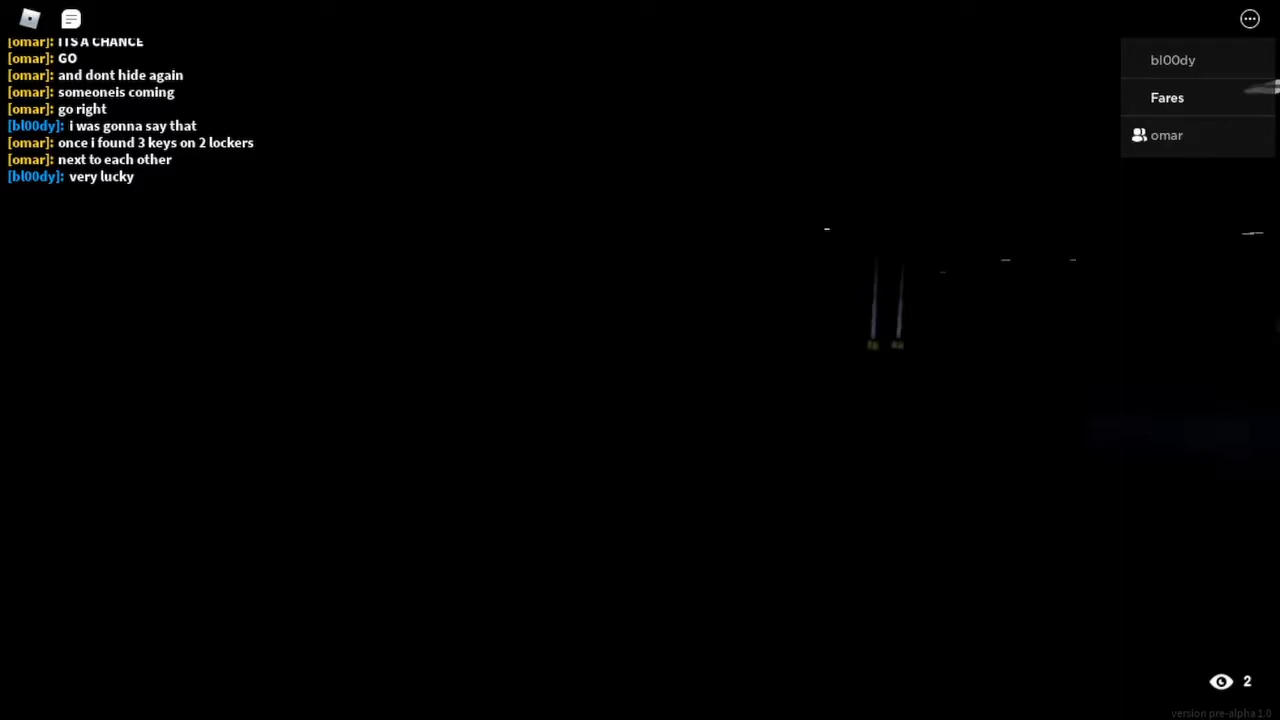 [omar]: ITS A CHANCE
[omar]: GO
[omar]: and dont hide again
[omar]: someoneis coming
[omar]: go right
[bl00dy]: i was gonna say that
[omar]: once i found 3 keys on 2 lockers
[omar]: next to each other
[bl00dy]: very lucky
bl00dy
Fares
omar
2
version pre-alpha 1.0